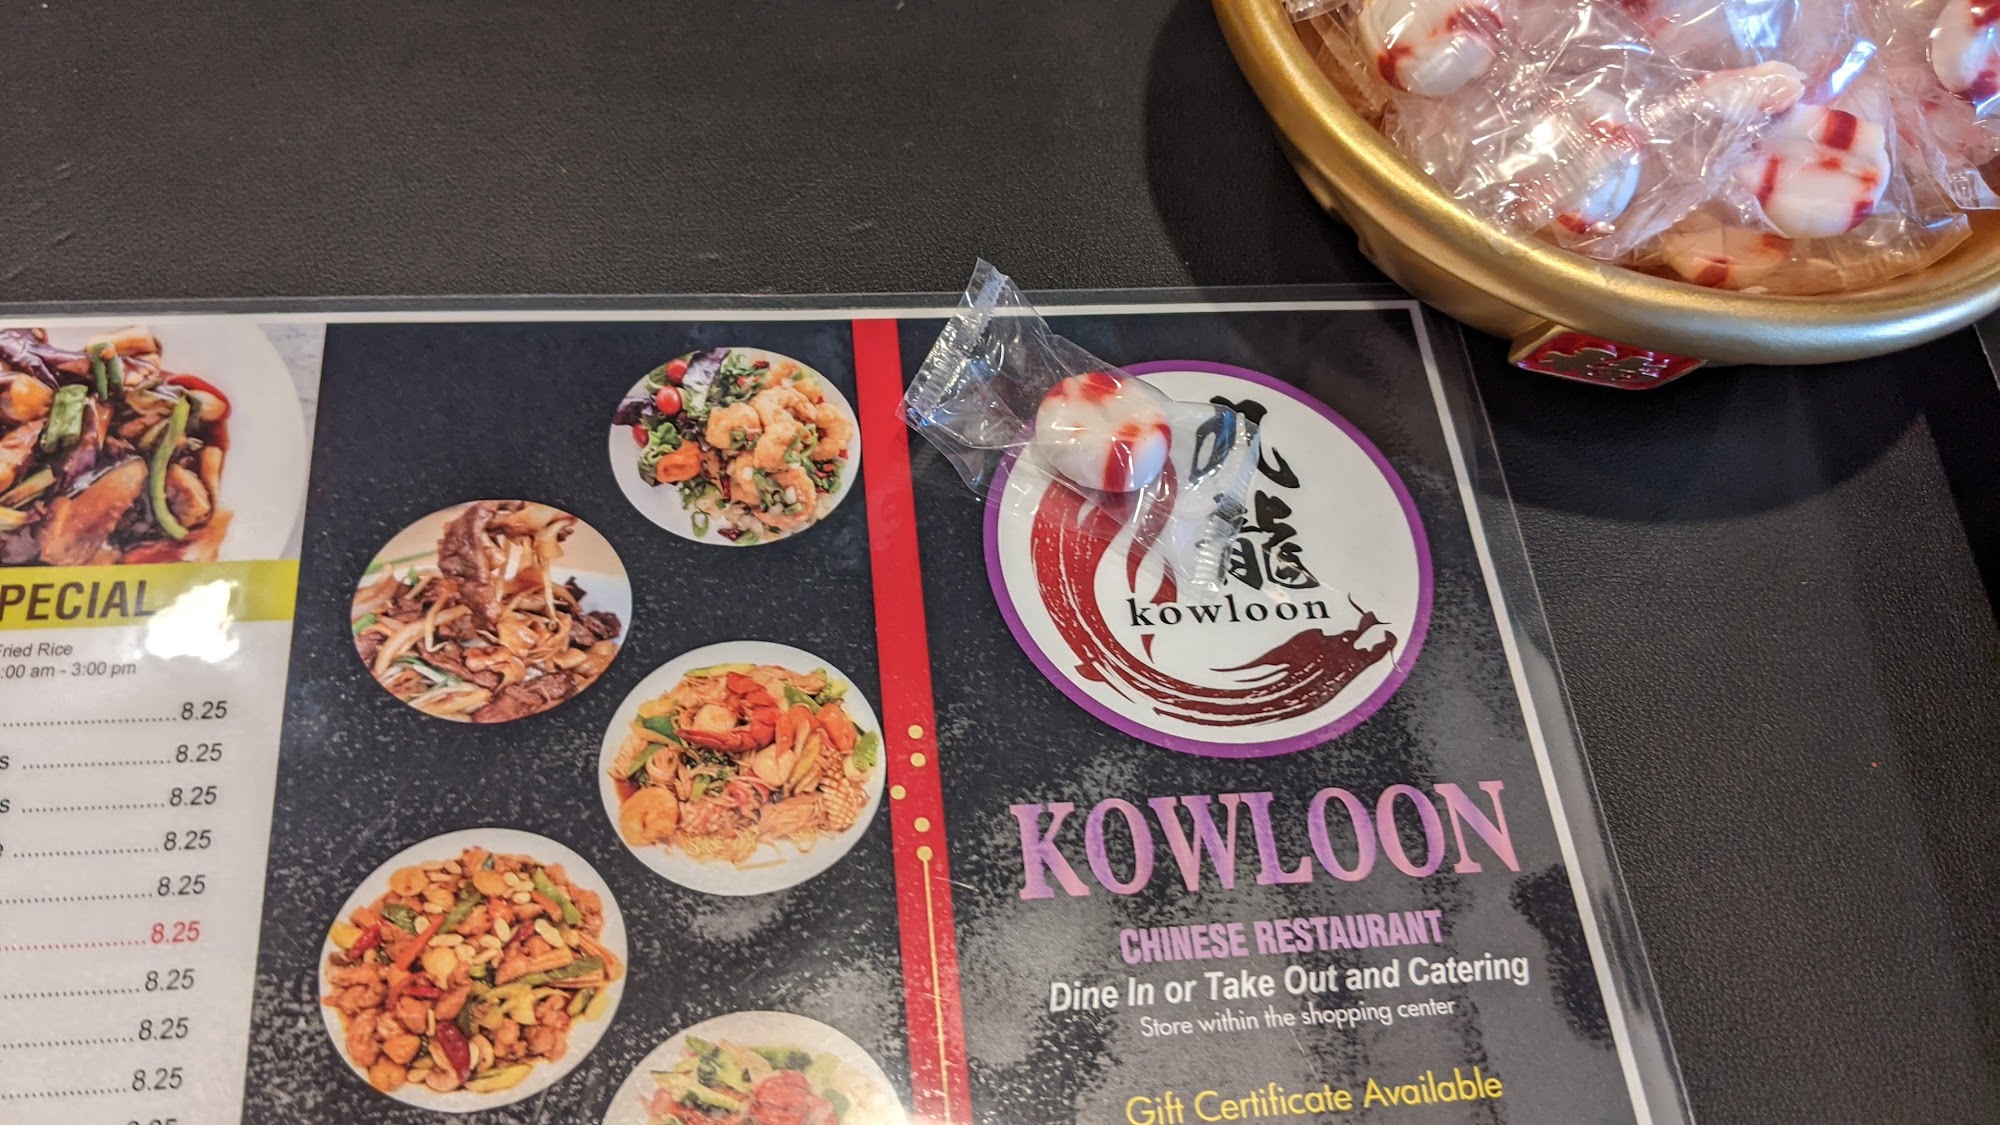 PECIAL
Fried Rice
:00 am - 3:00 pm
8.25
s 8.25
s 8.25
8.25
8.25
8.25
8.25
8.25
8.25
龍
kowloon
KOWLOON
CHINESE RESTAURANT
Dine In or Take Out and Catering
Store within the shopping center
Gift Certificate Available